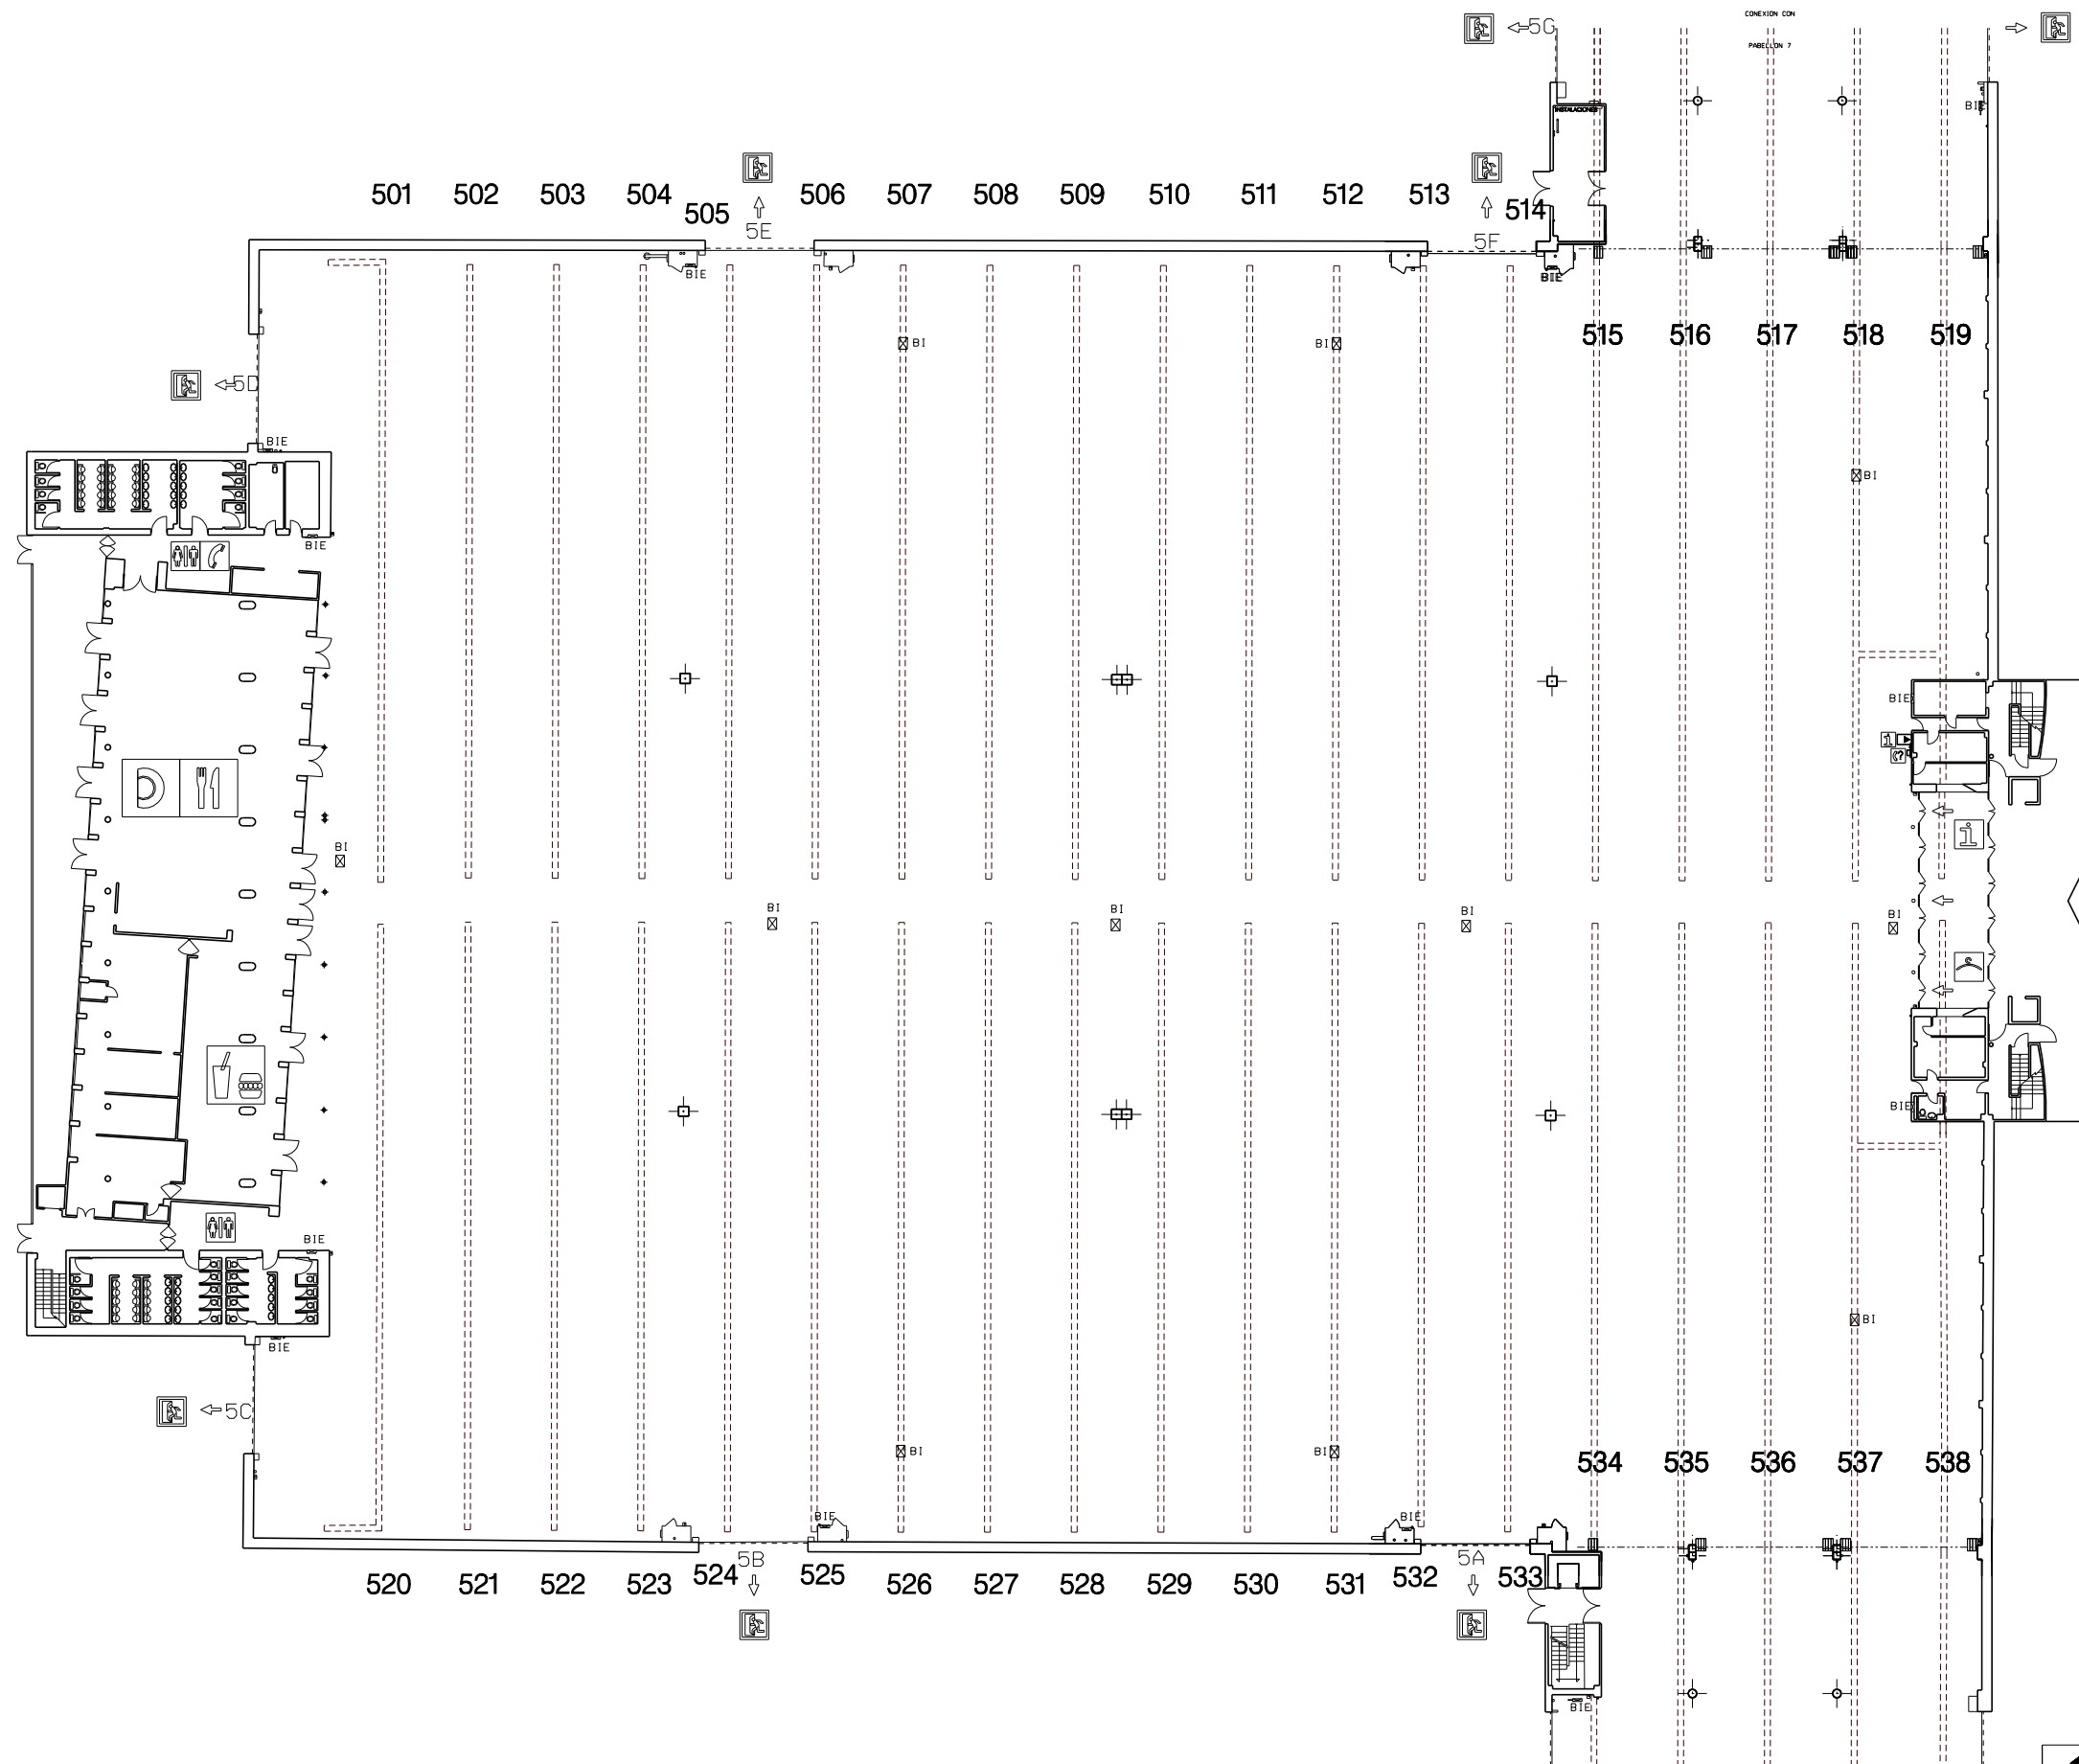 CONEXION CON
5G
PABELLON 7
BIE
INSTALACIONES
501 502 503 504 505 506 507 508 509 510 511 512 513 514
5E 5F
BIE BIE
515 516 517 518 519
BI BI
5D
BIE
BI
BIE
BIE
BI
BI BI BI BI
BIE
BIE
BI
BIE
5C
BI BI
534 535 536 537 538
BIE BIE
5B 5A
520 521 522 523 524 525 526 527 528 529 530 531 532 533
BIE